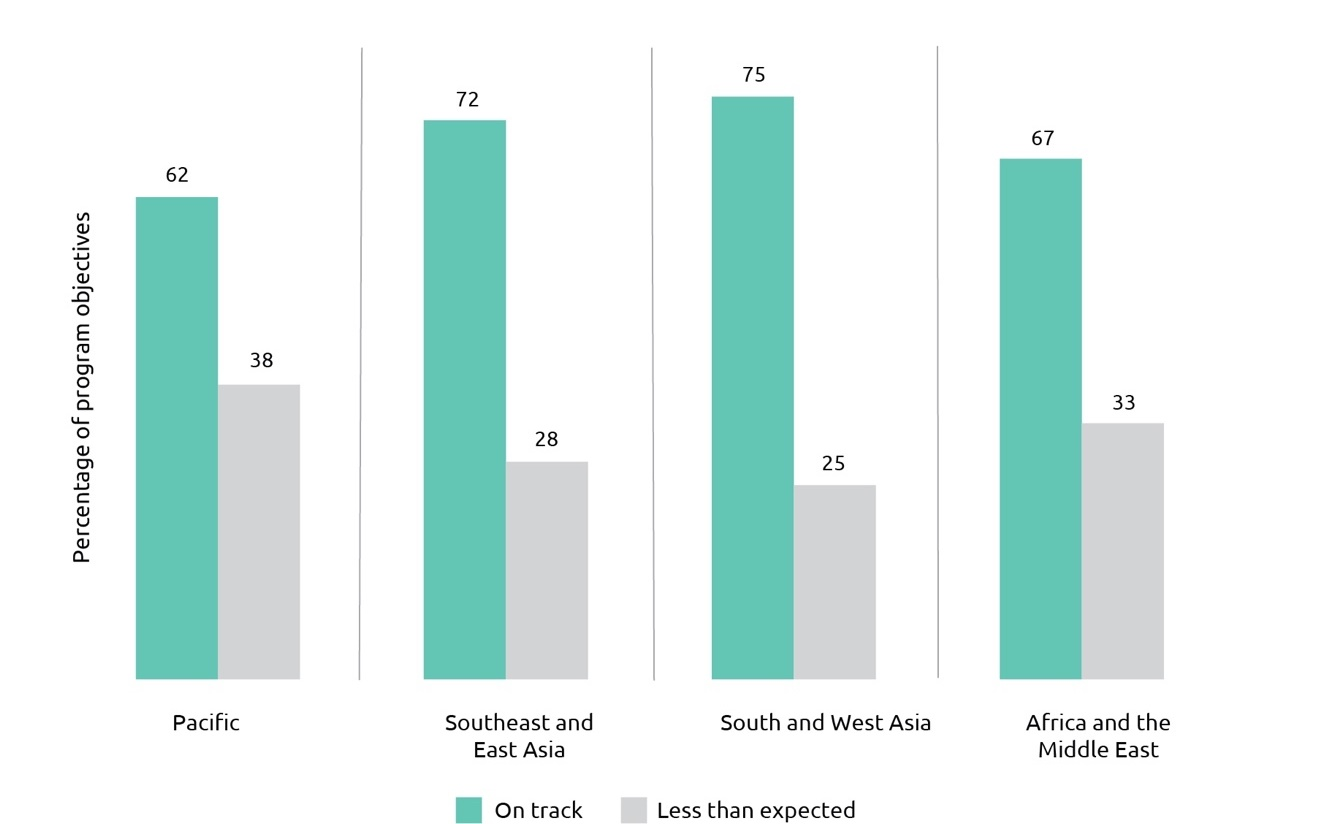 Percentage of program objectives
62
38
72
28
75
25
67
33
Pacific
Southeast and
East Asia
South and West Asia
Africa and the
Middle East
On track
Less than expected